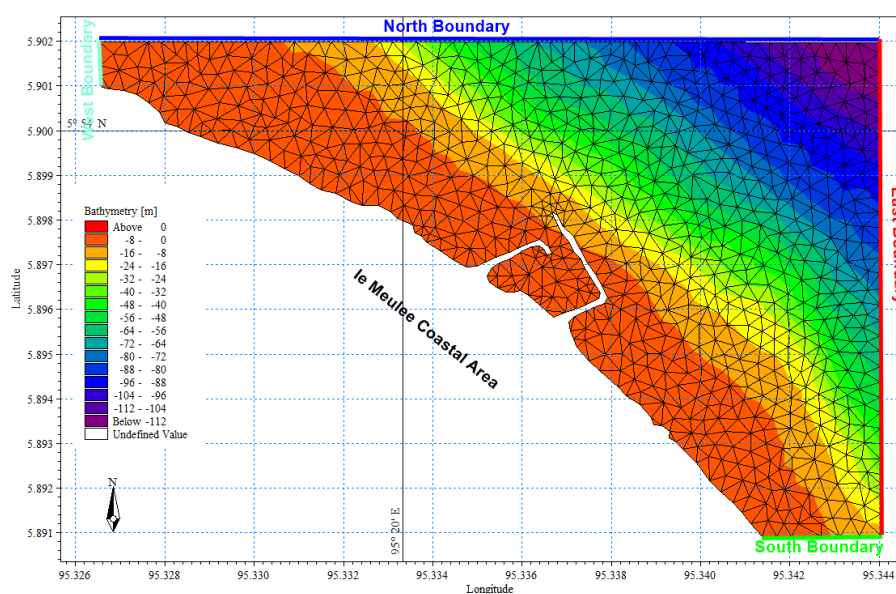 North Boundary
West Boundary
East Boundary
South Boundary
5.902
5.901
5.900
5.899
5.898
5.897
5.896
5.895
5.894
5.893
5.892
5.891
5° 54' N
Latitude
Bathymetry [m]
Above 0
-8 - 0
-16 - -8
-24 - -16
-32 - -24
-40 - -32
-48 - -40
-56 - -48
-64 - -56
-72 - -64
-80 - -72
-88 - -80
-96 - -88
-104 - -96
-112 - -104
Below -112
Undefined Value
le Meulee Coastal Area
N
95° 20' E
95.326
95.328
95.330
95.332
95.334
95.336
95.338
95.340
95.342
95.344
Longitude